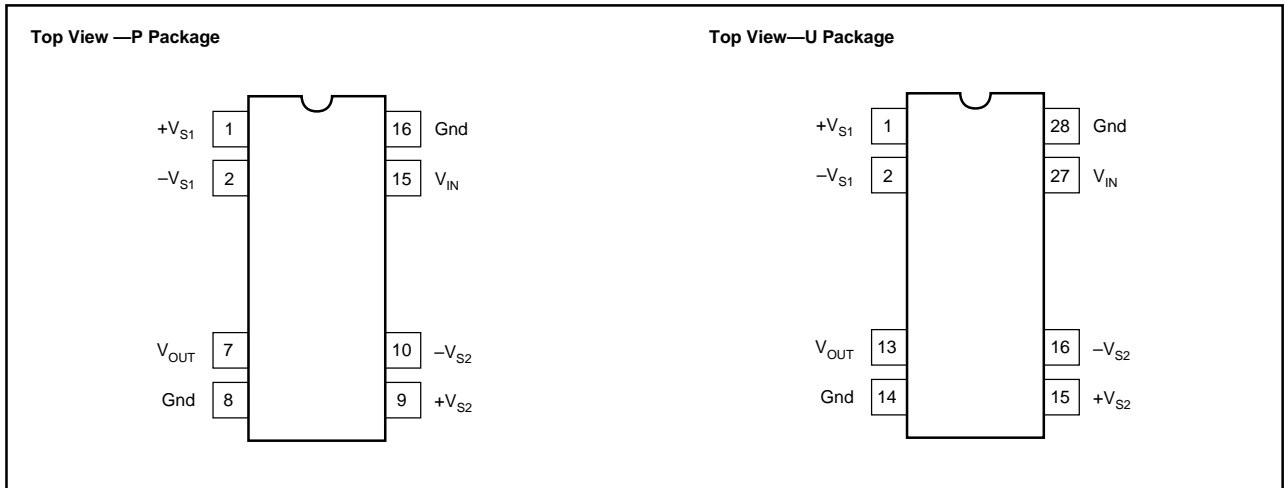 Top View —P Package
+VS1 1 16 Gnd
–VS1 2 15 VIN
VOUT 7 10 –VS2
Gnd 8 9 +VS2
Top View—U Package
+VS1 1 28 Gnd
–VS1 2 27 VIN
VOUT 13 16 –VS2
Gnd 14 15 +VS2